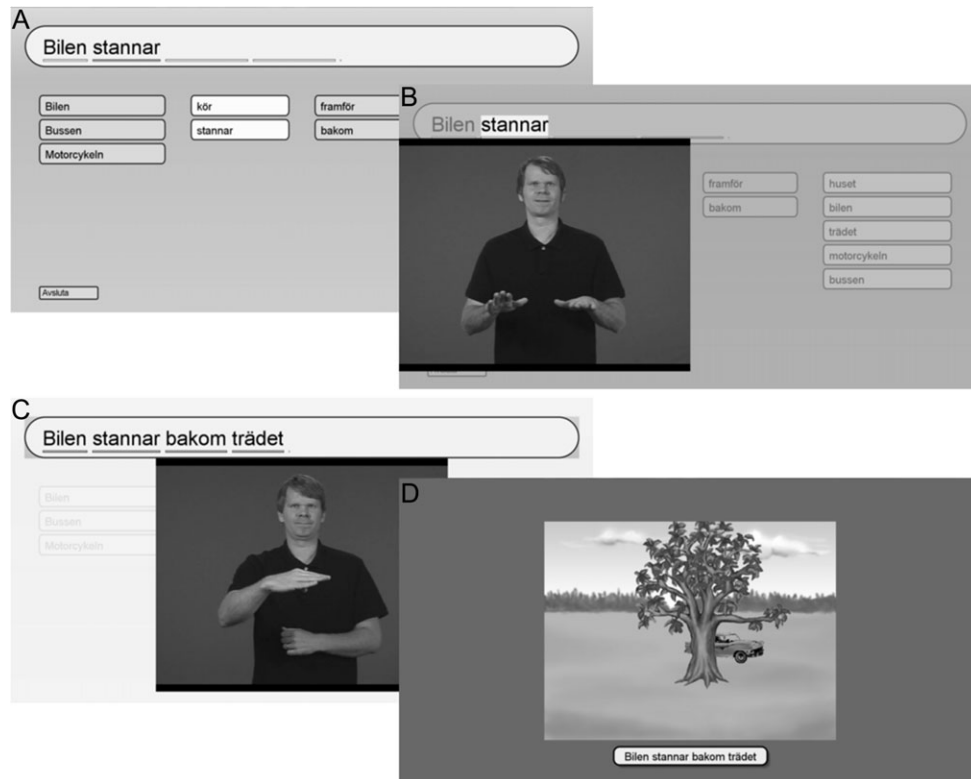 A
Bilen stannar
Bilen
kör
framför
Bussen
stannar
bakom
Motorcykeln
Avsluta
B
Bilen stannar
framför
huset
bakom
bilen
trädet
motorcykeln
bussen
C
Bilen stannar bakom trädet
Bilen
Bussen
Motorcykeln
D
Bilen stannar bakom trädet